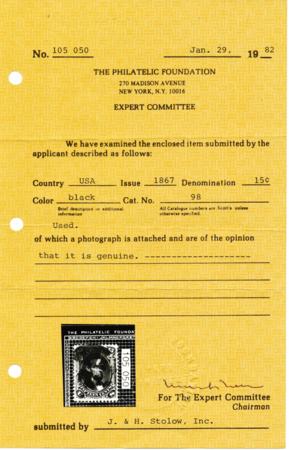 No. 105 050 Jan. 29, 19 82
THE PHILATELIC FOUNDATION
270 MADISON AVENUE
NEW YORK, N.Y. 10016
EXPERT COMMITTEE
We have examined the enclosed item submitted by the
applicant described as follows:
Country USA Issue 1867 Denomination 15¢
Color black Cat. No. 98
Brief description or additional
information
All Catalogue numbers are Scott's unless
otherwise specified.
Used.
of which a photograph is attached and are of the opinion
that it is genuine. -------------------
THE PHILATELIC FOUNDA
105 050
For The Expert Committee
Chairman
submitted by J. & H. Stolow, Inc.